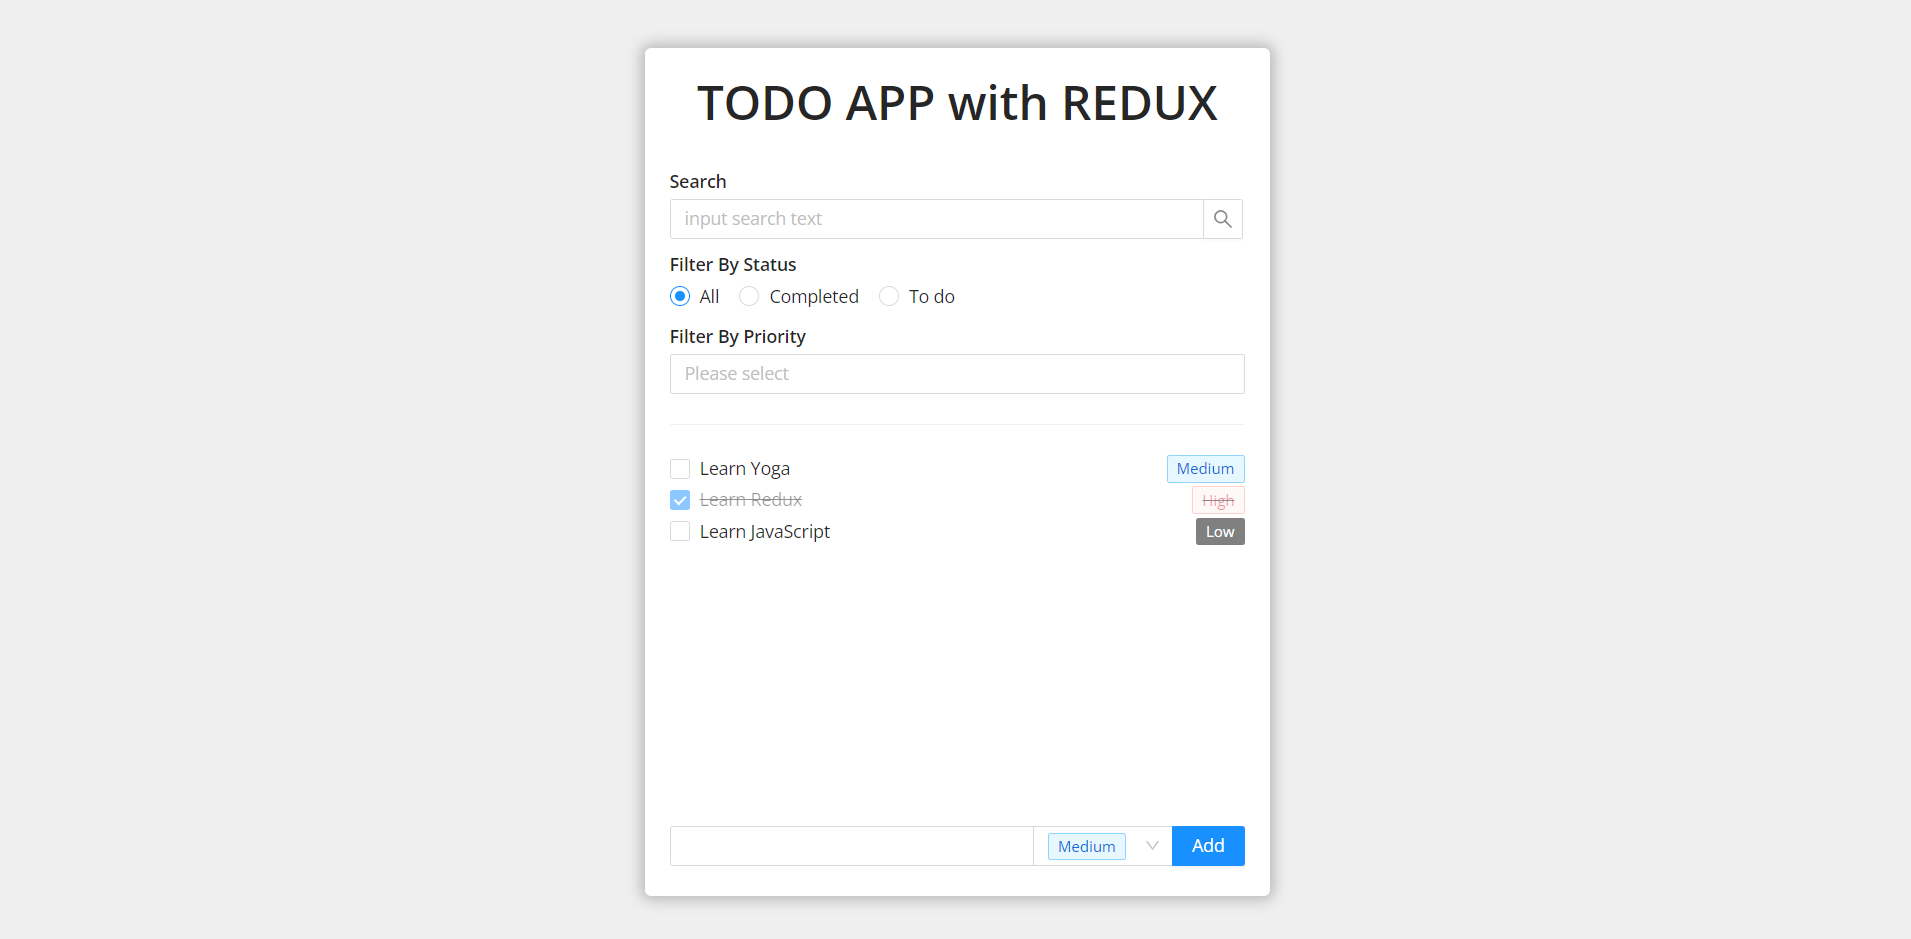 TODO APP with REDUX
Search
input search text
Filter By Status
All Completed To do
Filter By Priority
Please select
Learn Yoga Medium
Learn Redux High
Learn JavaScript Low
Medium Add